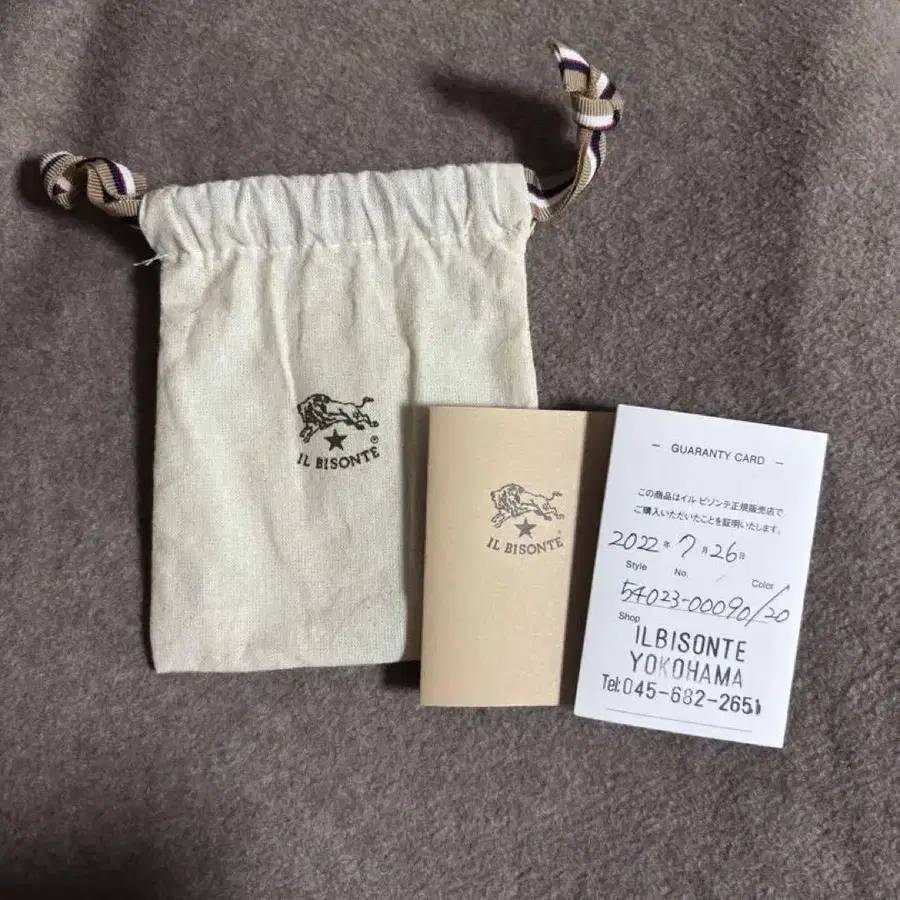 IL BISONTE®
IL BISONTE
— GUARANTY CARD —
この商品はイル ビゾンテ正規販売店で
ご購入いただいたことを証明いたします。
2022年 7月26日
Style No. Color
54023-00090/20
Shop
ILBISONTE
YOKOHAMA
Tel:045-682-2651